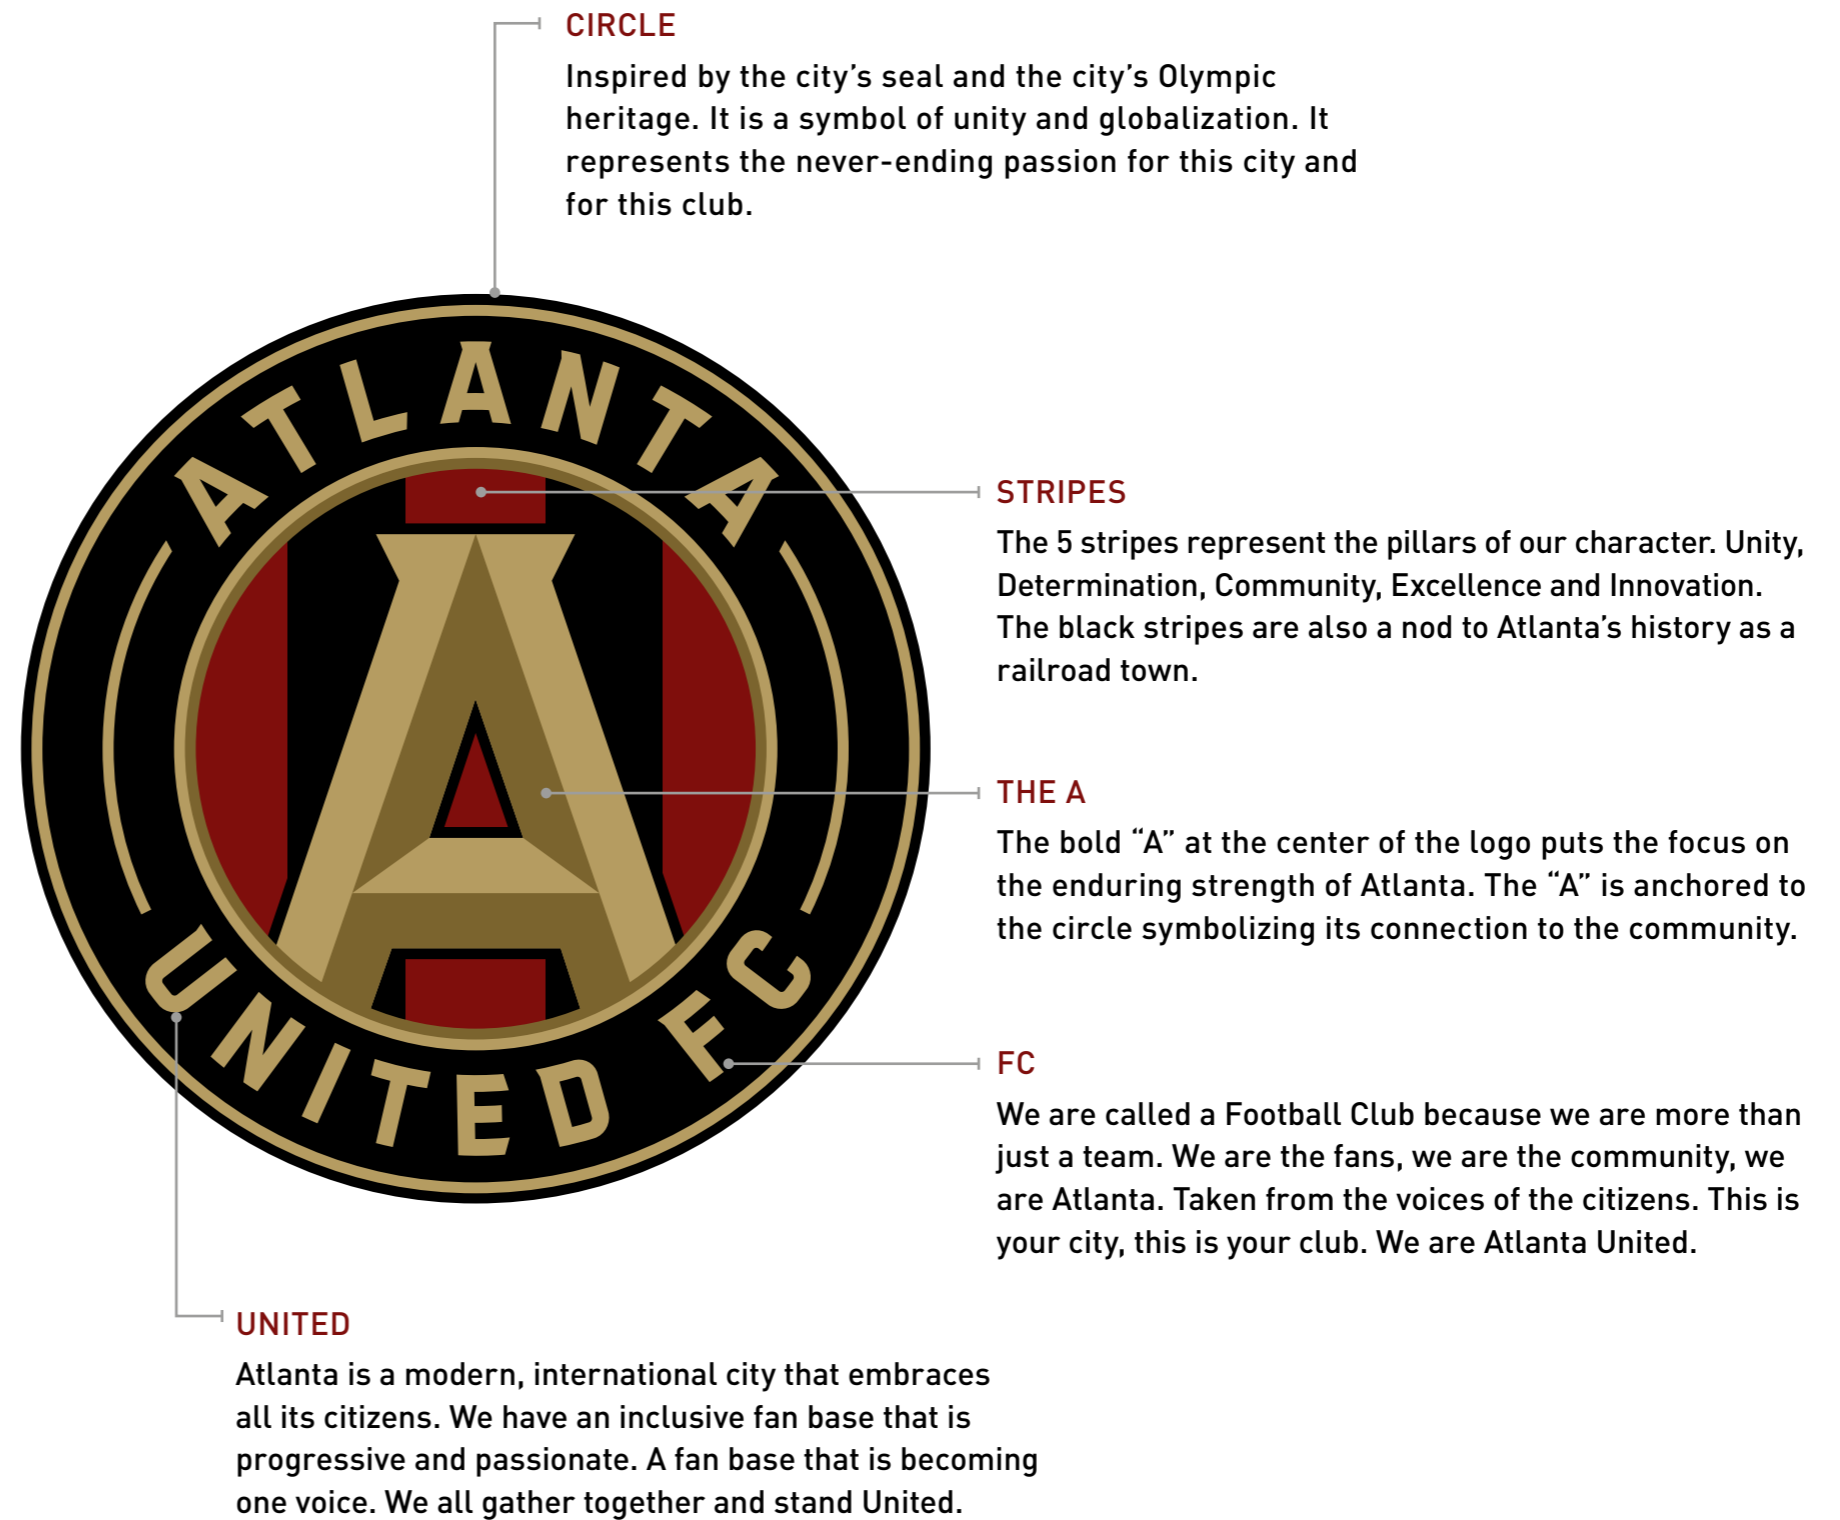 CIRCLE
Inspired by the city’s seal and the city’s Olympic
heritage. It is a symbol of unity and globalization. It
represents the never-ending passion for this city and
for this club.
ATLANTA
UNITED FC
A
STRIPES
The 5 stripes represent the pillars of our character. Unity,
Determination, Community, Excellence and Innovation.
The black stripes are also a nod to Atlanta’s history as a
railroad town.
THE A
The bold “A” at the center of the logo puts the focus on
the enduring strength of Atlanta. The “A” is anchored to
the circle symbolizing its connection to the community.
FC
We are called a Football Club because we are more than
just a team. We are the fans, we are the community, we
are Atlanta. Taken from the voices of the citizens. This is
your city, this is your club. We are Atlanta United.
UNITED
Atlanta is a modern, international city that embraces
all its citizens. We have an inclusive fan base that is
progressive and passionate. A fan base that is becoming
one voice. We all gather together and stand United.